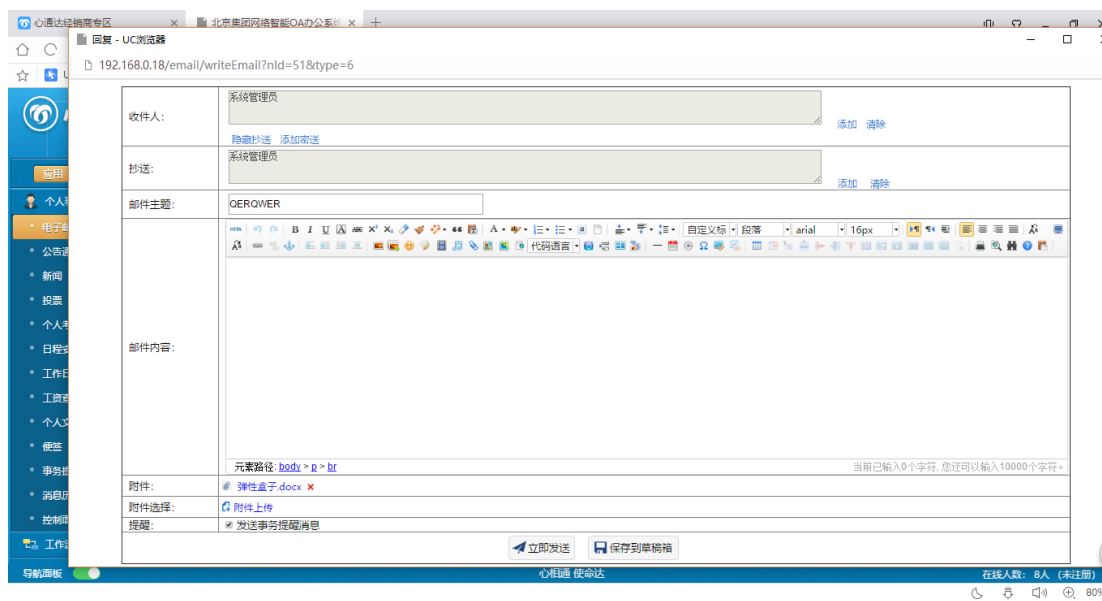 心通达经销商专区
北京集团网络智能OA办公系统
回复 - UC浏览器
192.168.0.18/email/writeEmail?nId=51&type=6
应用
收件人:
系统管理员
添加 清除
隐藏抄送 添加密送
抄送:
系统管理员
添加 清除
邮件主题:
QERQWER
自定义标 段落 arial 16px
代码语言
邮件内容:
元素路径: body > p > br
当前已输入0个字符, 您还可以输入10000个字符。
附件:
弹性盒子.docx
附件选择:
附件上传
提醒:
发送事务提醒消息
立即发送 保存到草稿箱
个人
电子
公告
新闻
投票
个人考
日程安
工作日
工资
个人文
便签
事务提
消息历
控制面
工作
导航面板
心相通 使命达
在线人数: 8人 (未注册)
80%